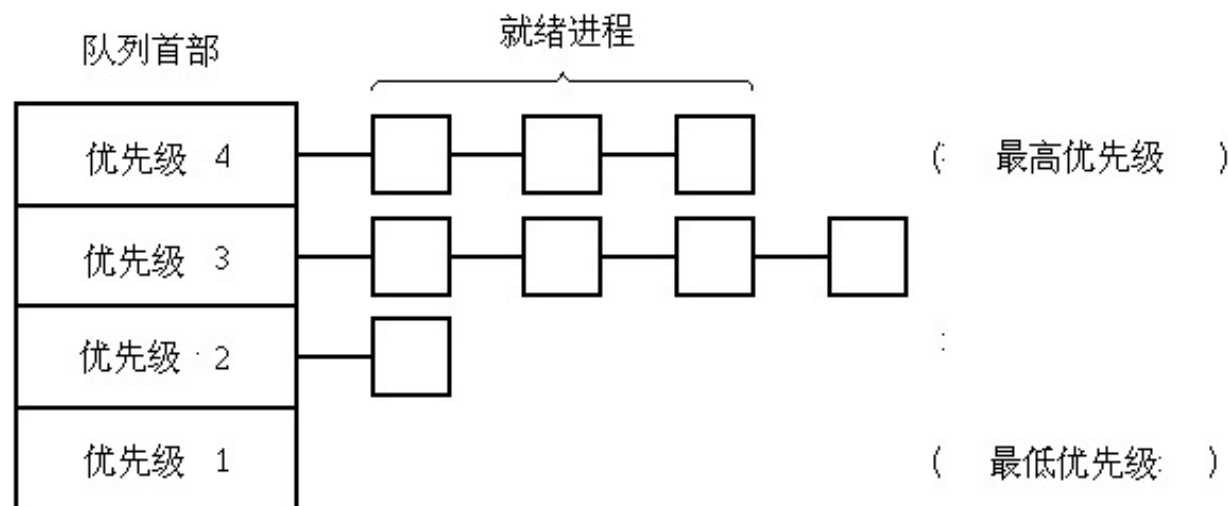 队列首部
就绪进程
优先级 4
( 最高优先级 )
优先级 3
优先级 2
优先级 1
( 最低优先级 )